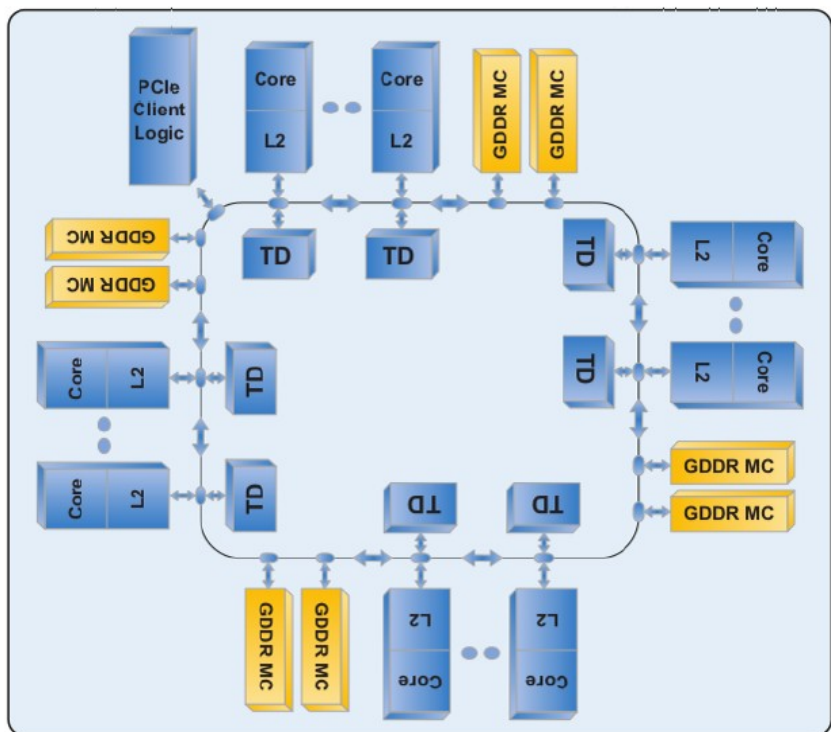 PCIe
Client
Logic
Core
L2
Core
L2
GDDR MC
GDDR MC
TD
TD
GDDR MC
GDDR MC
TD
L2
Core
TD
L2
Core
Core
L2
TD
Core
L2
TD
GDDR MC
GDDR MC
TD
TD
GDDR MC
GDDR MC
L2
Core
L2
Core